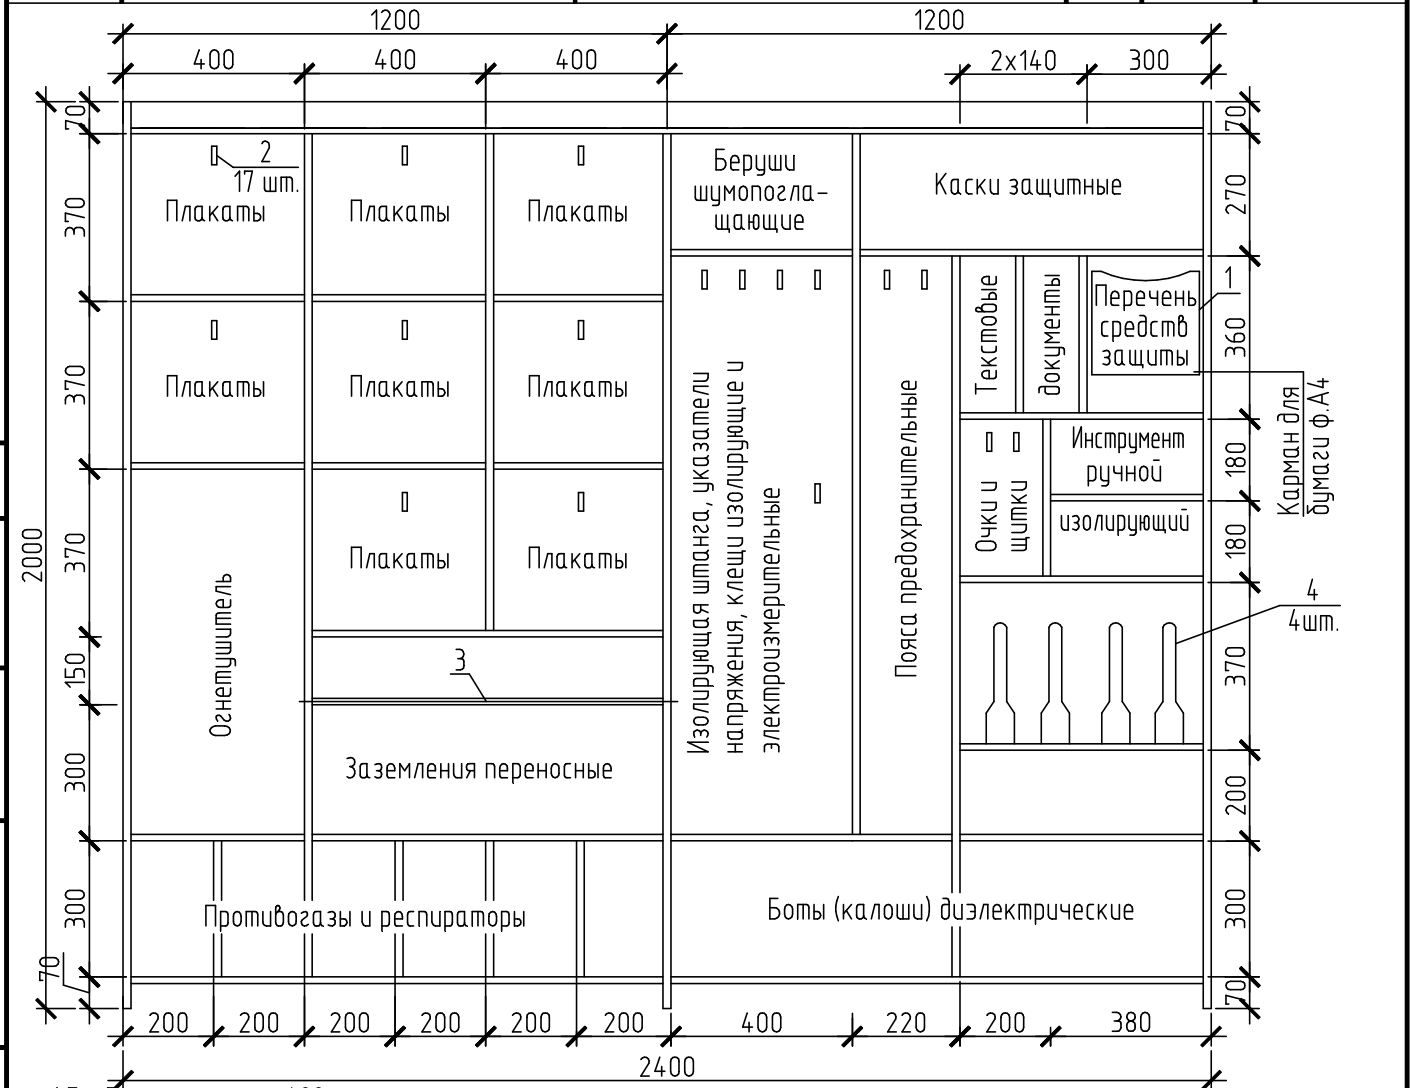 1200
1200
400
400
400
2х140
300
70
70
2
17 шт.
Плакаты
Плакаты
Плакаты
Беруши
шумопогла-
щающие
Каски защитные
370
270
Плакаты
Плакаты
Плакаты
370
Текстовые
документы
Перечень
средств
защиты
1
360
Карман для
бумаги ф.А4
Плакаты
Плакаты
370
Огнетушитель
Изолирующая штанга, указатели
напряжения, клещи изолирующие и
электроизмерительные
Пояса предохранительные
Очки и
щитки
Инструмент
ручной
изолирующий
180
180
2000
3
150
4
4шт.
370
Заземления переносные
300
200
Противогазы и респираторы
Боты (калоши) диэлектрические
300
300
70
70
200
200
200
200
200
200
400
220
200
380
2400